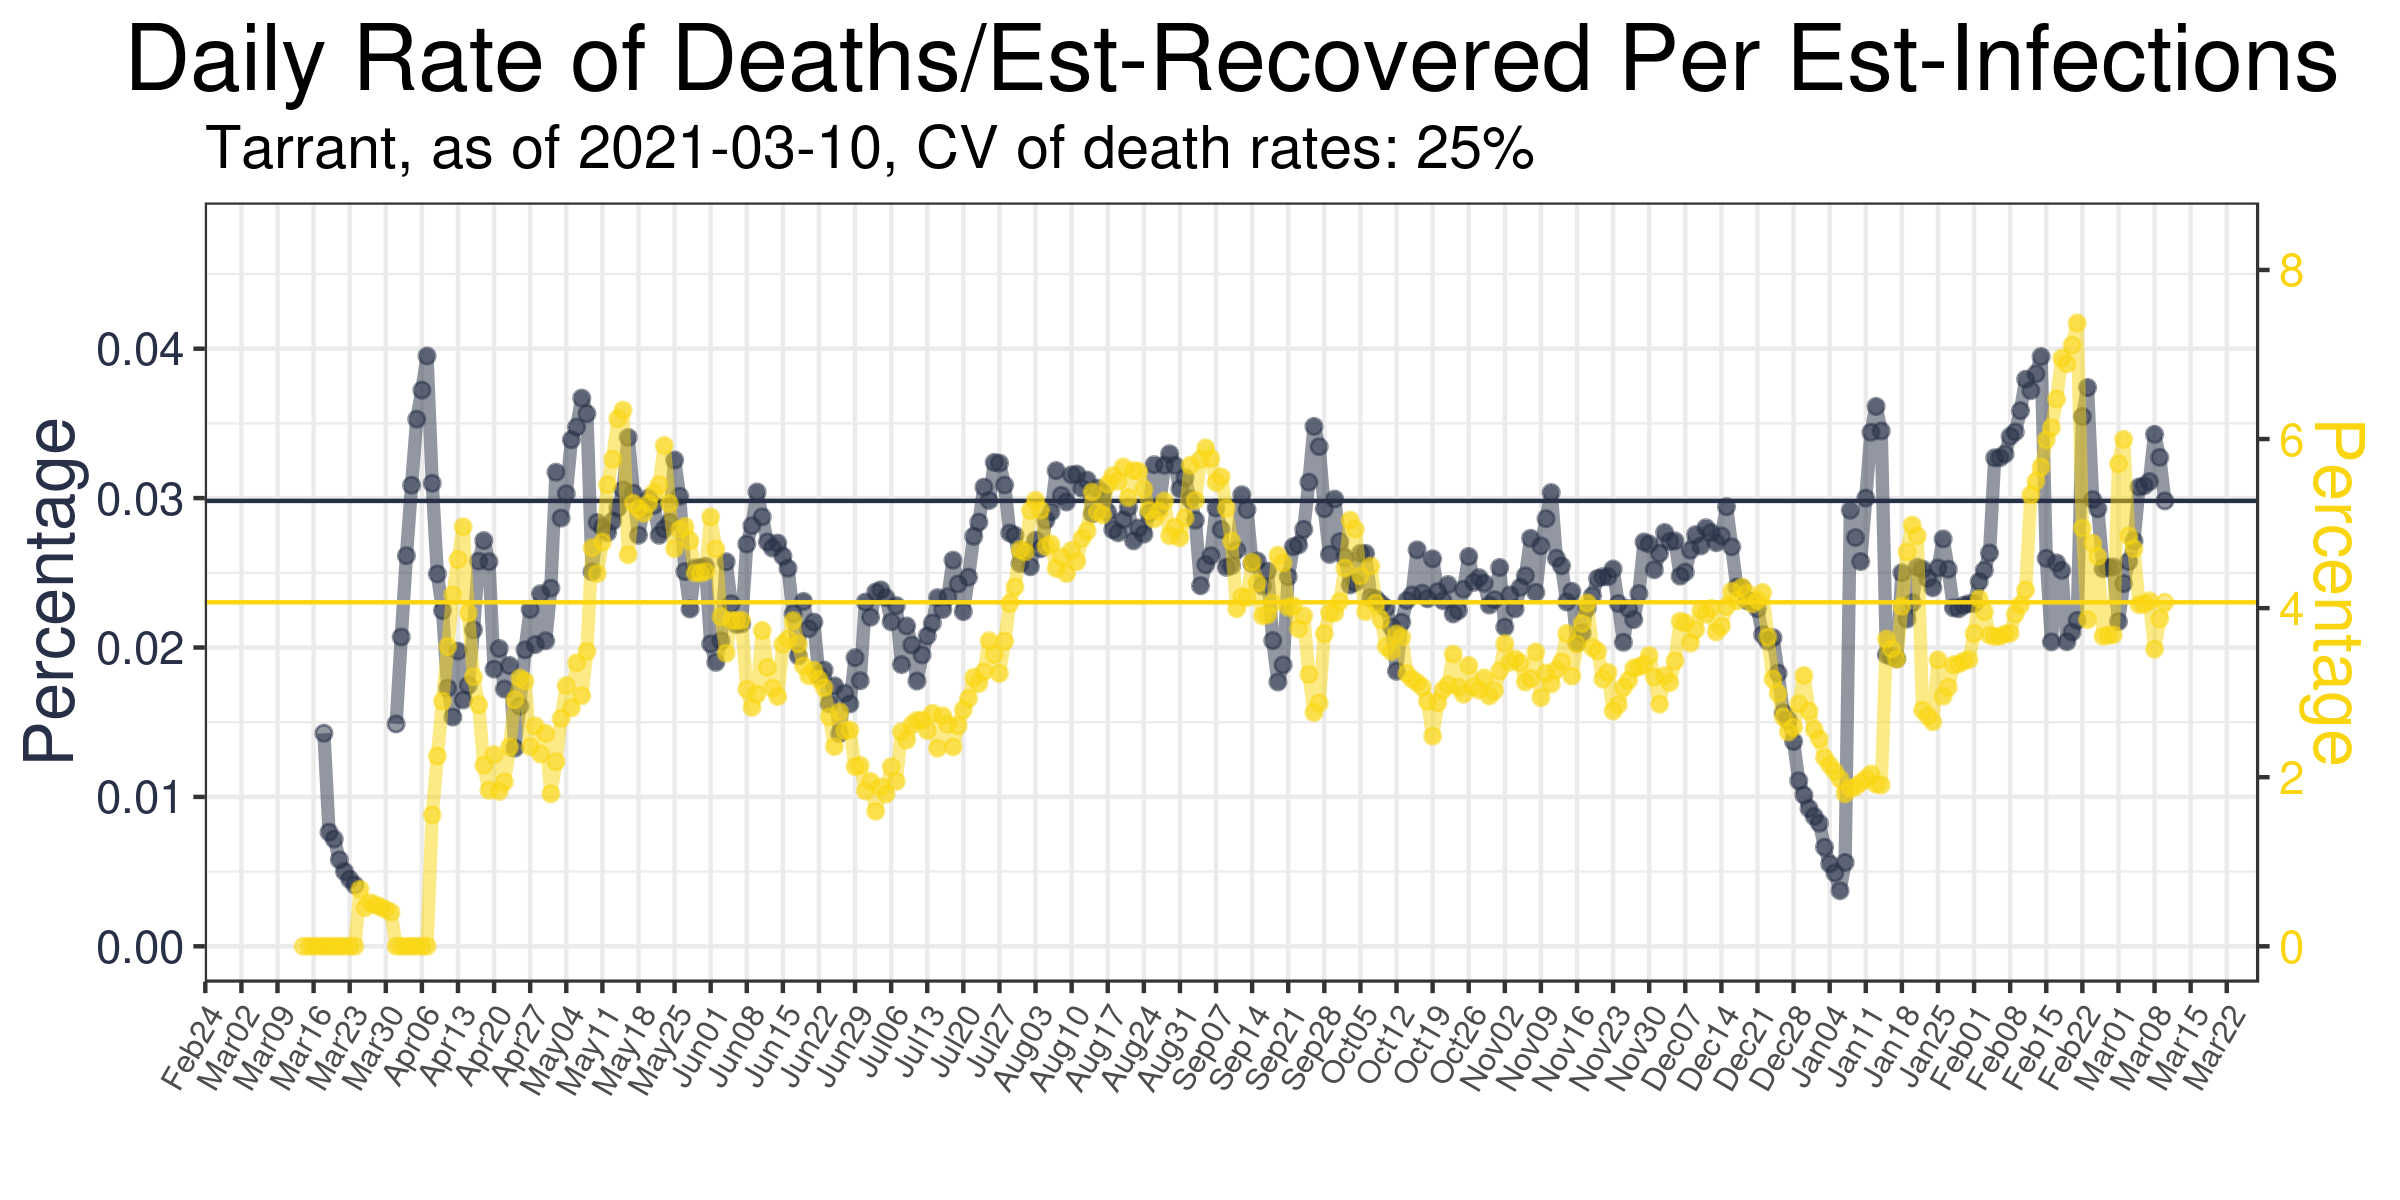 Daily Rate of Deaths/Est-Recovered Per Est-Infections
Tarrant, as of 2021-03-10, CV of death rates: 25%
Percentage
0.04
0.03
0.02
0.01
0.00
8
6
4
2
0
Percentage
Feb24
Mar02
Mar09
Mar16
Mar23
Mar30
Apr06
Apr13
Apr20
Apr27
May04
May11
May18
May25
Jun01
Jun08
Jun15
Jun22
Jun29
Jul06
Jul13
Jul20
Jul27
Aug03
Aug10
Aug17
Aug24
Aug31
Sep07
Sep14
Sep21
Sep28
Oct05
Oct12
Oct19
Oct26
Nov02
Nov09
Nov16
Nov23
Nov30
Dec07
Dec14
Dec21
Dec28
Jan04
Jan11
Jan18
Jan25
Feb01
Feb08
Feb15
Feb22
Mar01
Mar08
Mar15
Mar22